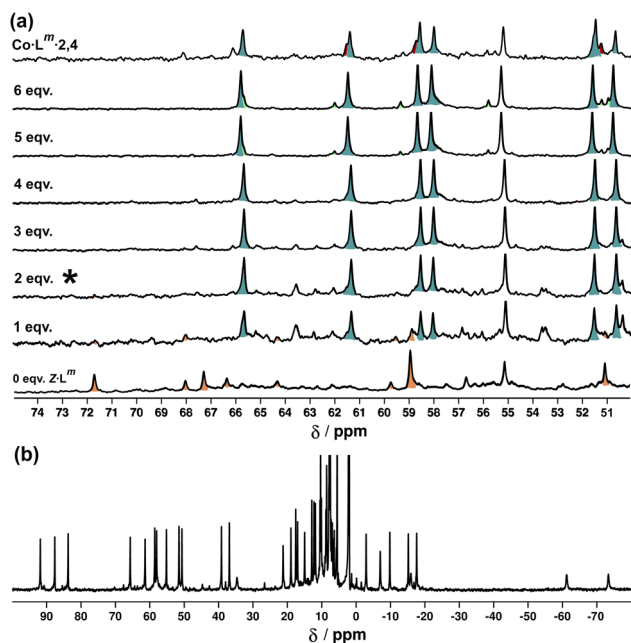 (a)
Co·Lᵐ·2,4
6 eqv.
5 eqv.
4 eqv.
3 eqv.
2 eqv. *
1 eqv.
0 eqv. Z·Lᵐ
74 73 72 71 70 69 68 67 66 65 64 63 62 61 60 59 58 57 56 55 54 53 52 51
δ / ppm
(b)
90 80 70 60 50 40 30 20 10 0 -10 -20 -30 -40 -50 -60 -70
δ / ppm